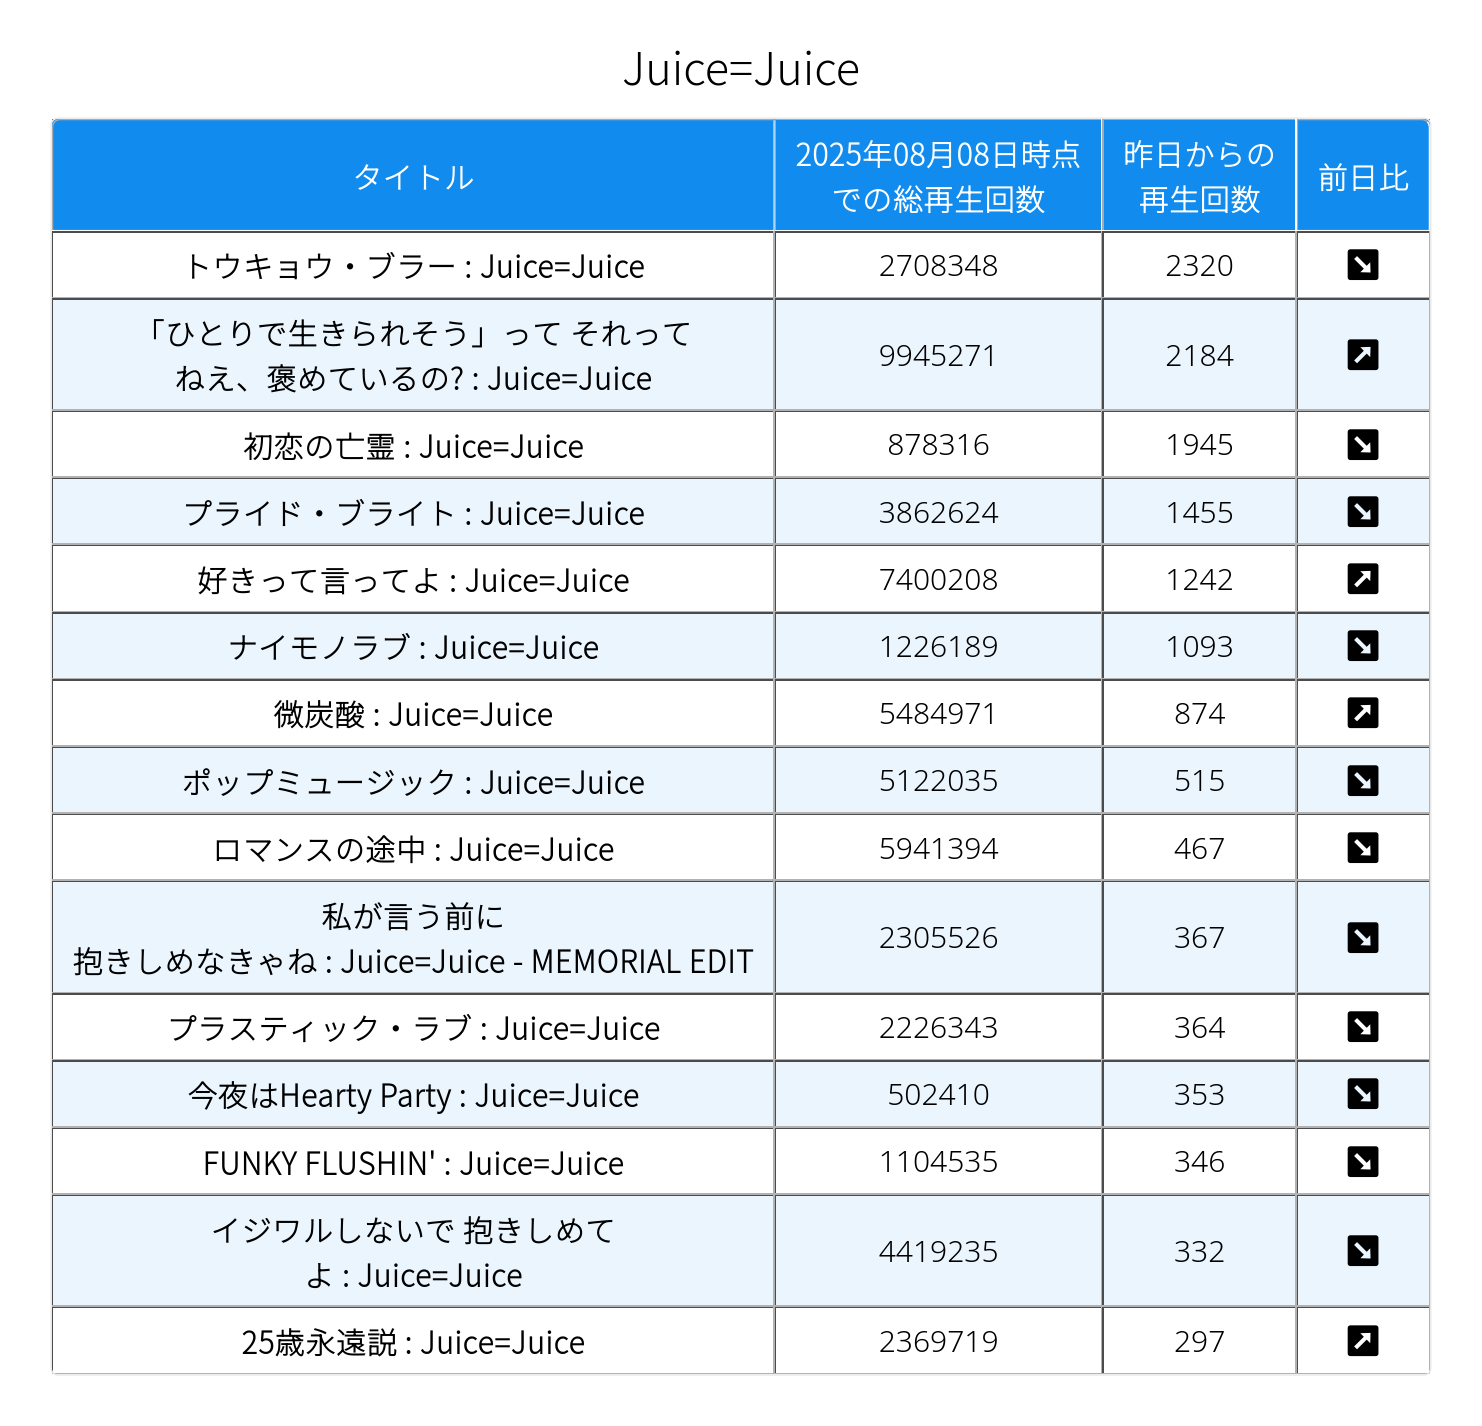 Juice=Juice
タイトル
2025年08月08日時点
での総再生回数
昨日からの
再生回数
前日比
トウキョウ・ブラー : Juice=Juice 2708348 2320 ↘
「ひとりで生きられそう」って それって
ねえ、褒めているの? : Juice=Juice 9945271 2184 ↗
初恋の亡霊 : Juice=Juice 878316 1945 ↘
プライド・ブライト : Juice=Juice 3862624 1455 ↘
好きって言ってよ : Juice=Juice 7400208 1242 ↗
ナイモノラブ : Juice=Juice 1226189 1093 ↘
微炭酸 : Juice=Juice 5484971 874 ↗
ポップミュージック : Juice=Juice 5122035 515 ↘
ロマンスの途中 : Juice=Juice 5941394 467 ↘
私が言う前に
抱きしめなきゃね : Juice=Juice - MEMORIAL EDIT 2305526 367 ↘
プラスティック・ラブ : Juice=Juice 2226343 364 ↘
今夜はHearty Party : Juice=Juice 502410 353 ↘
FUNKY FLUSHIN' : Juice=Juice 1104535 346 ↘
イジワルしないで 抱きしめて
よ : Juice=Juice 4419235 332 ↘
25歳永遠説 : Juice=Juice 2369719 297 ↗